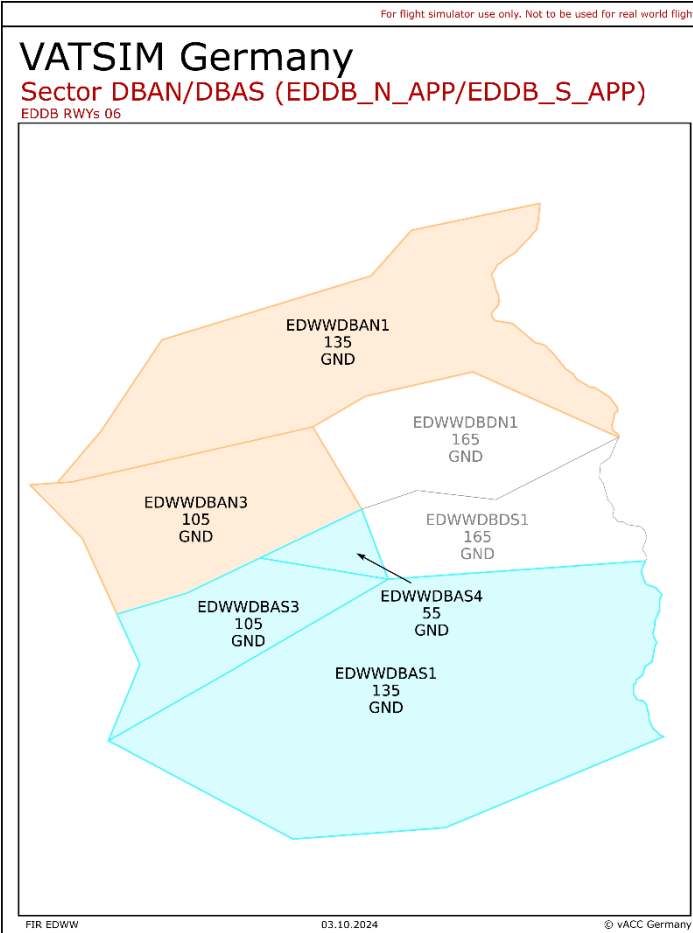 For flight simulator use only. Not to be used for real world fligh
VATSIM Germany
Sector DBAN/DBAS (EDDB_N_APP/EDDB_S_APP)
EDDB RWYs 06
EDWWDBAN1
135
GND
EDWWDBDN1
165
GND
EDWWDBAN3
105
GND
EDWWDBDS1
165
GND
EDWWDBAS4
55
GND
EDWWDBAS3
105
GND
EDWWDBAS1
135
GND
FIR EDWW
03.10.2024
© vACC Germany